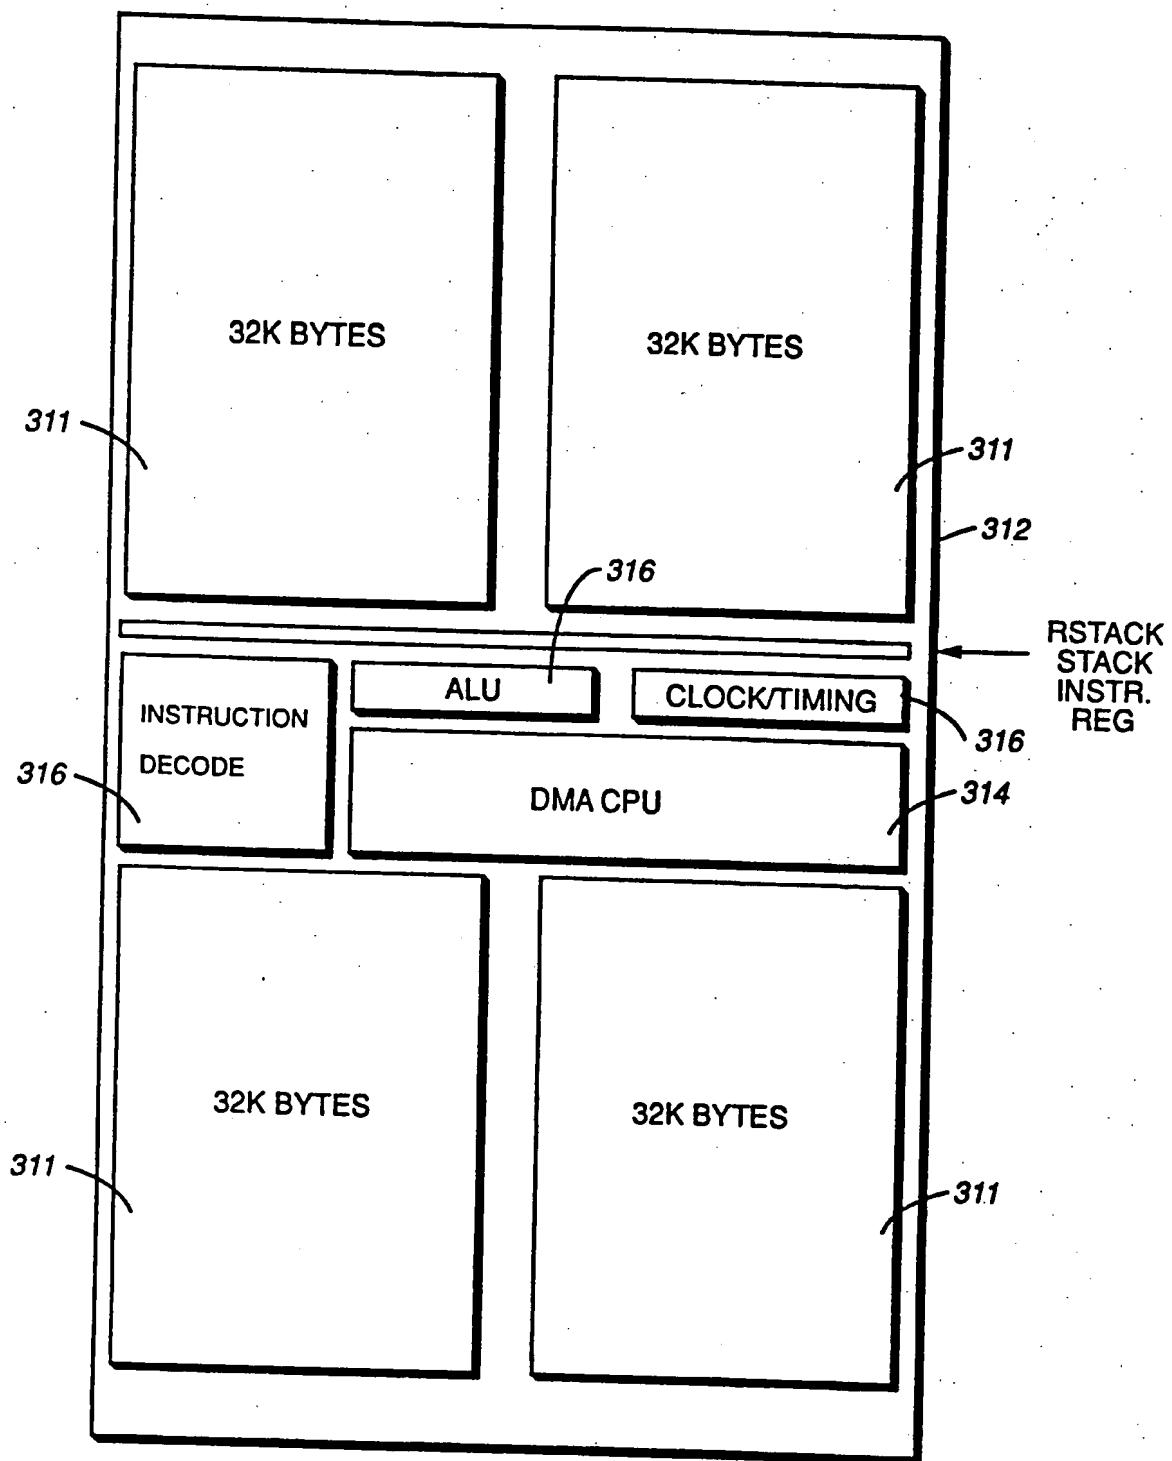 32K BYTES
32K BYTES
311
311
312
316
RSTACK
STACK
INSTR.
REG
ALU
CLOCK/TIMING
INSTRUCTION
DECODE
316
316
DMA CPU
314
32K BYTES
32K BYTES
311
311